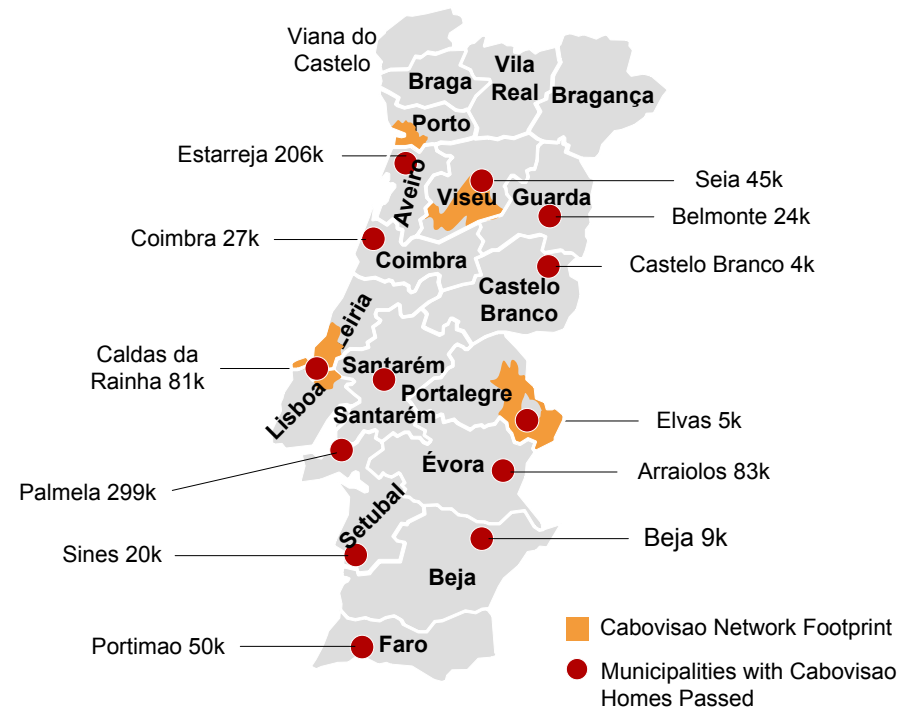 Viana do
Castelo
Braga
Vila
Real
Bragança
Porto
Estarreja 206k
Aveiro
Viseu
Guarda
Seia 45k
Belmonte 24k
Coimbra 27k
Coimbra
Castelo Branco 4k
Castelo
Branco
Leiria
Caldas da
Rainha 81k
Santarém
Portalegre
Lisboa
Santarém
Elvas 5k
Évora
Arraiolos 83k
Palmela 299k
Setubal
Sines 20k
Beja 9k
Beja
Portimao 50k
Faro
Cabovisao Network Footprint
Municipalities with Cabovisao
Homes Passed